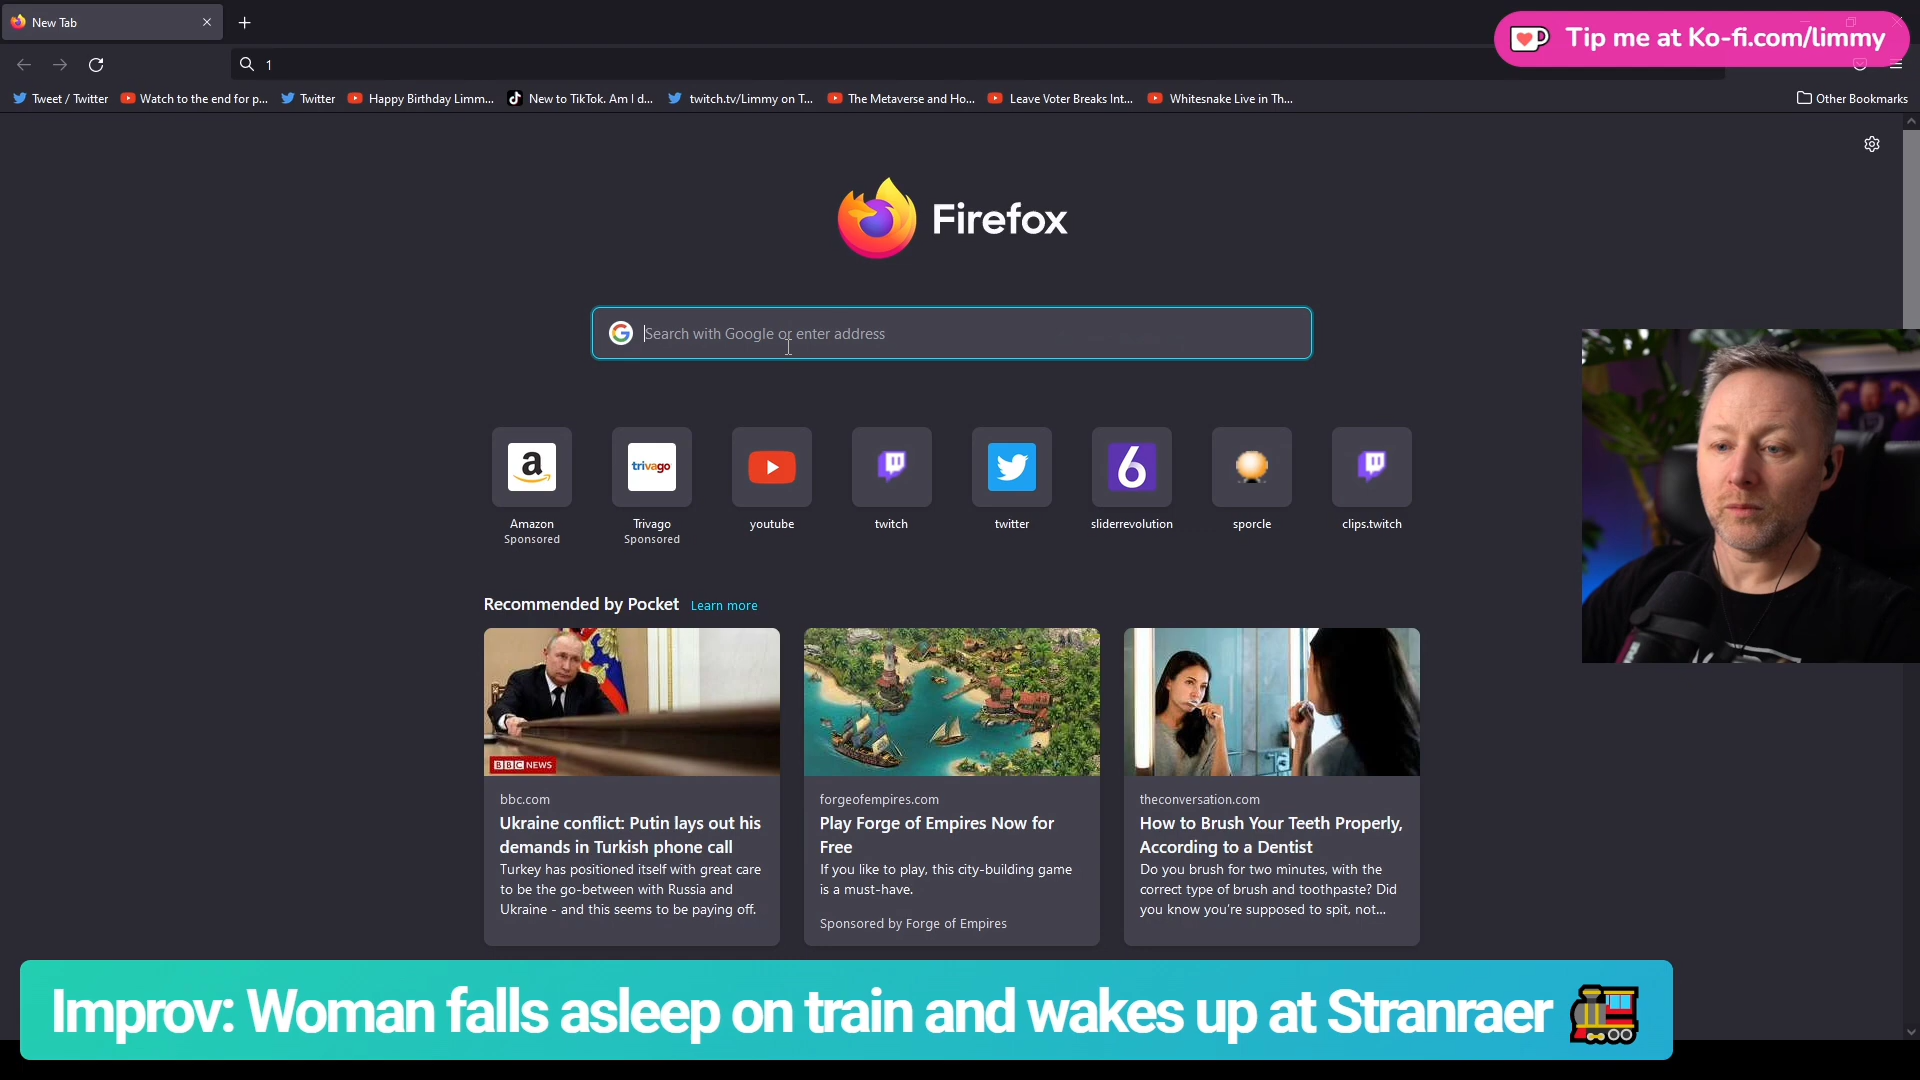 New Tab
Tip me at Ko-fi.com/limmy
1
Tweet / Twitter
Watch to the end for p...
Twitter
Happy Birthday Limm...
New to TikTok. Am I d...
twitch.tv/Limmy on T...
The Metaverse and Ho...
Leave Voter Breaks Int...
Whitesnake Live in Th...
Other Bookmarks
Firefox
Search with Google or enter address
trivago
6
Amazon
Sponsored
Trivago
Sponsored
youtube
twitch
twitter
sliderrevolution
sporcle
clips.twitch
Recommended by Pocket Learn more
BBC NEWS
bbc.com
Ukraine conflict: Putin lays out his
demands in Turkish phone call
Turkey has positioned itself with great care
to be the go-between with Russia and
Ukraine - and this seems to be paying off.
forgeofempires.com
Play Forge of Empires Now for
Free
If you like to play, this city-building game
is a must-have.
Sponsored by Forge of Empires
theconversation.com
How to Brush Your Teeth Properly,
According to a Dentist
Do you brush for two minutes, with the
correct type of brush and toothpaste? Did
you know you're supposed to spit, not...
Improv: Woman falls asleep on train and wakes up at Stranraer